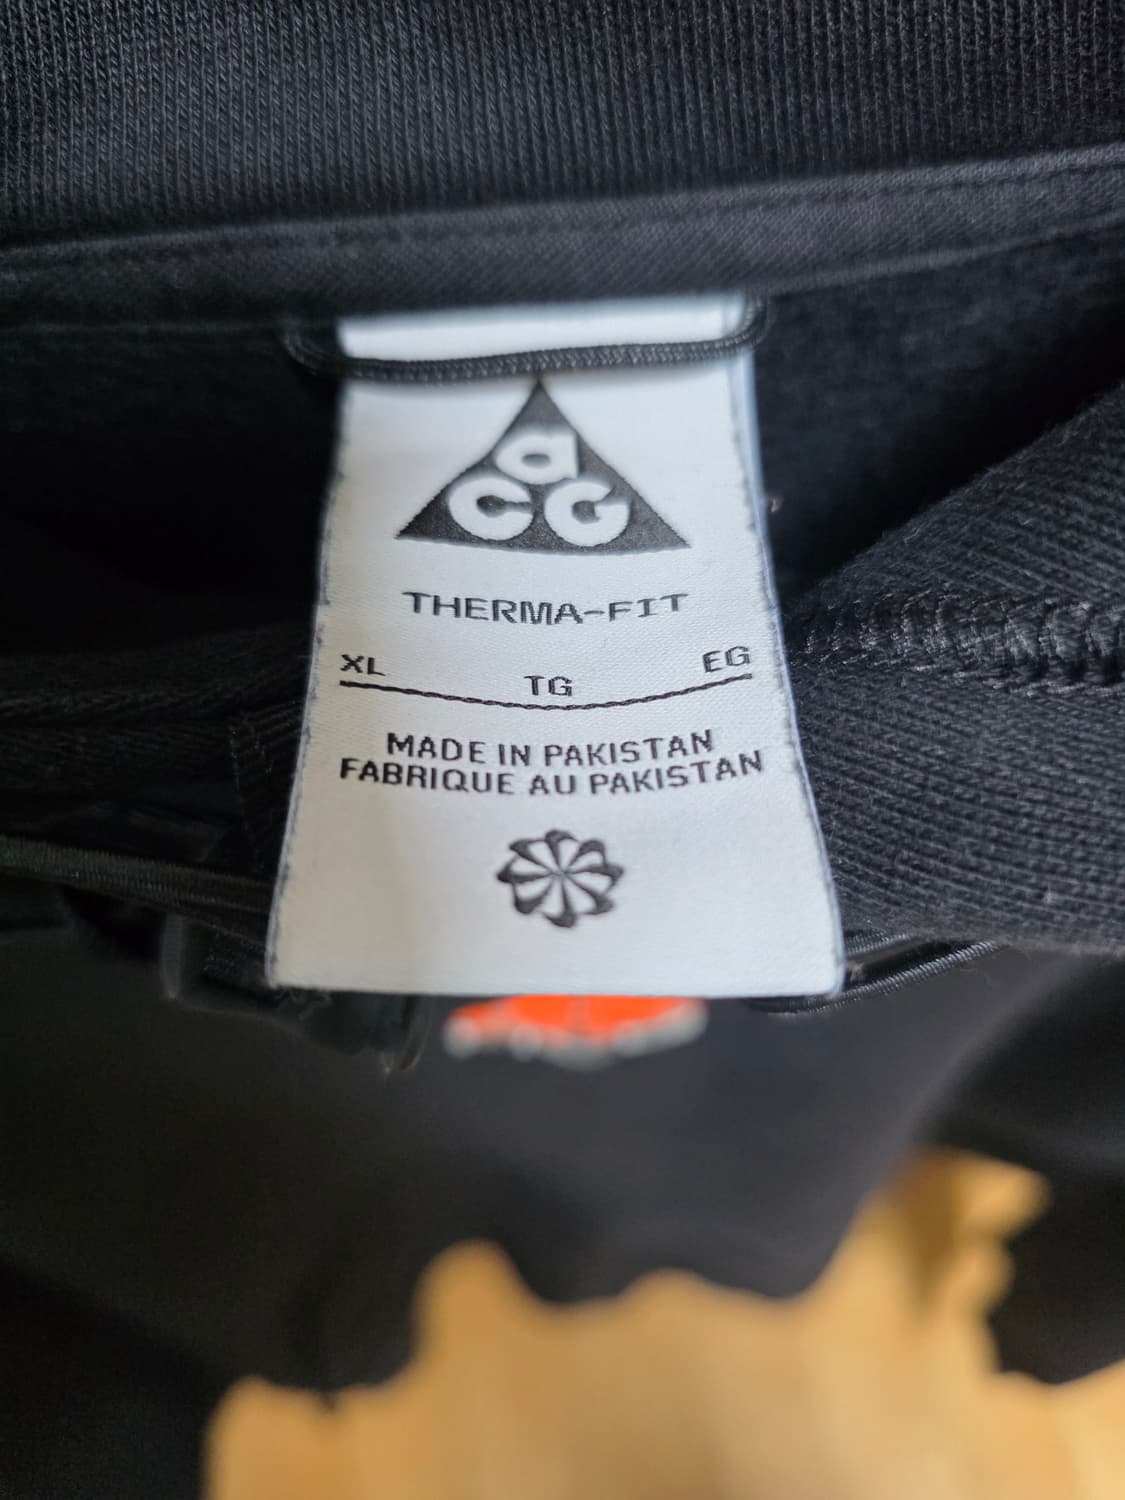 aCG
THERMA-FIT
XL TG EG
MADE IN PAKISTAN
FABRIQUE AU PAKISTAN